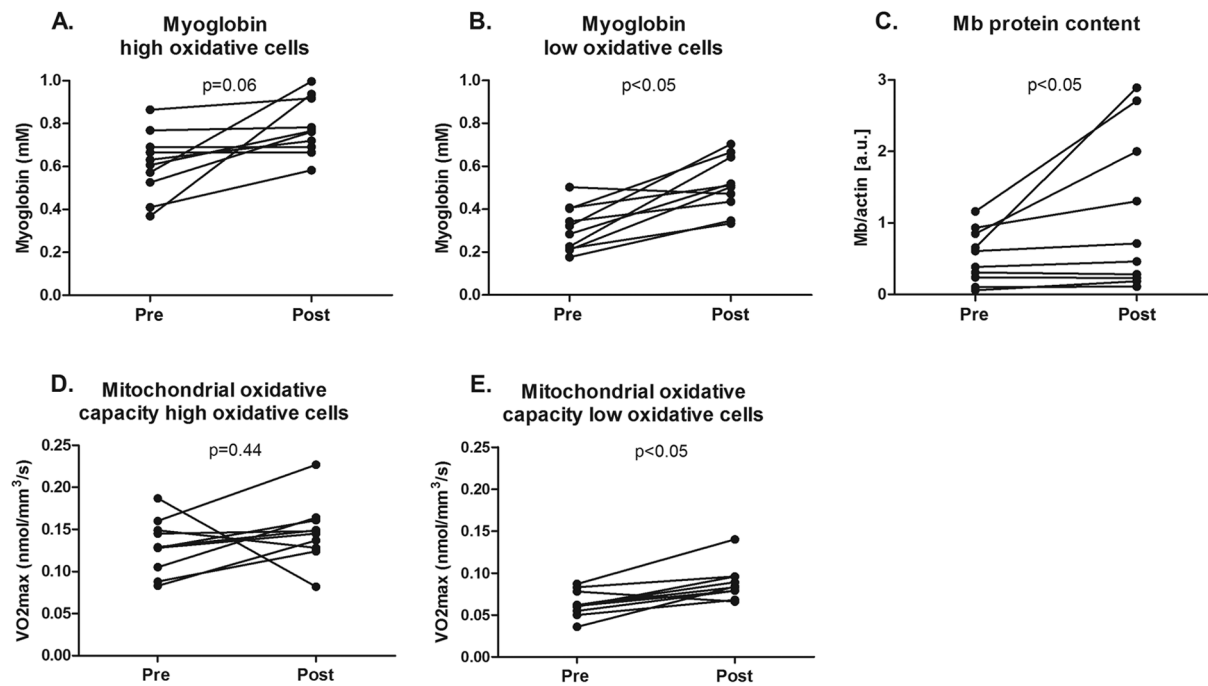 A.
Myoglobin
high oxidative cells
p=0.06
Myoglobin (mM)
1.0
0.8
0.6
0.4
0.2
0.0
Pre Post
B.
Myoglobin
low oxidative cells
p<0.05
Myoglobin (mM)
1.0
0.8
0.6
0.4
0.2
0.0
Pre Post
C.
Mb protein content
p<0.05
Mb/actin [a.u.]
3
2
1
0
Pre Post
D.
Mitochondrial oxidative
capacity high oxidative cells
p=0.44
VO2max (nmol/mm³/s)
0.25
0.20
0.15
0.10
0.05
0.00
Pre Post
E.
Mitochondrial oxidative
capacity low oxidative cells
p<0.05
VO2max (nmol/mm³/s)
0.25
0.20
0.15
0.10
0.05
0.00
Pre Post